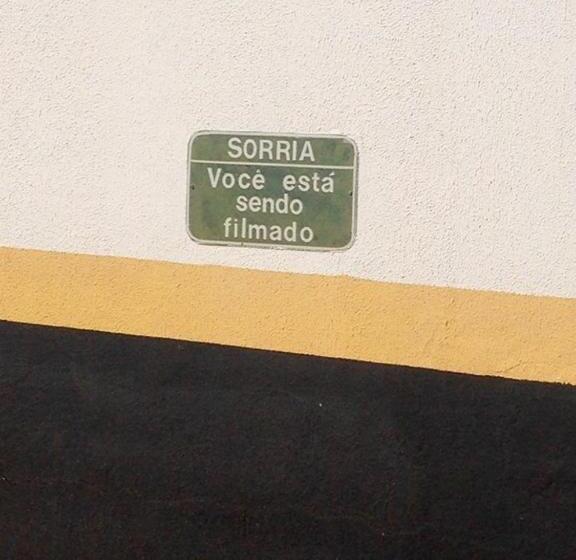 SORRIA
Você está
sendo
filmado